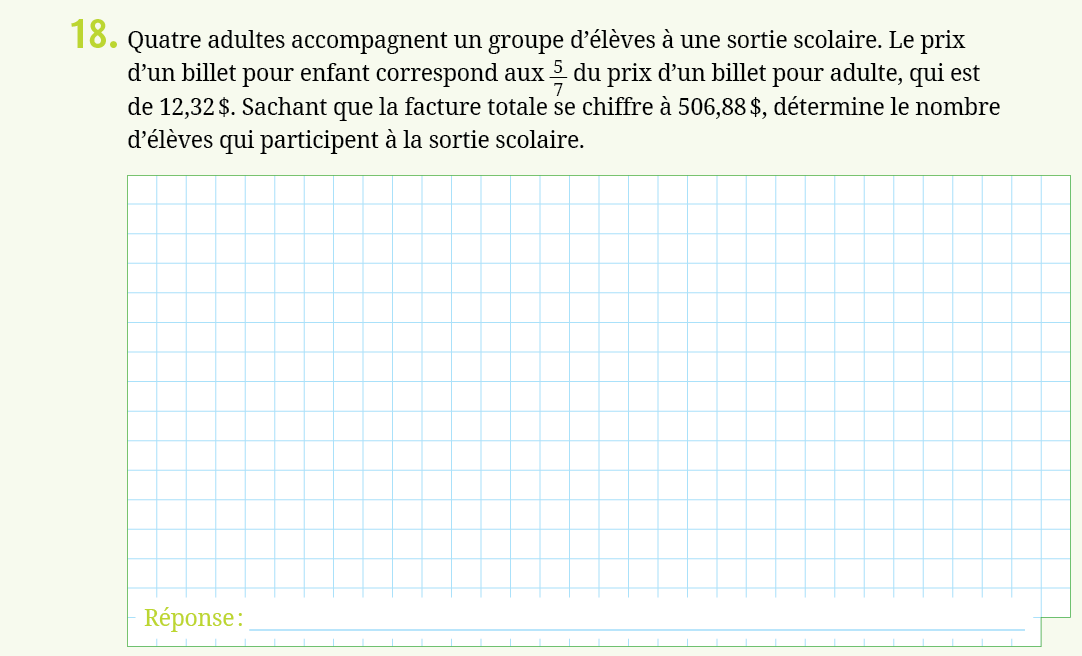 18. Quatre adultes accompagnent un groupe d’élèves à une sortie scolaire. Le prix
d’un billet pour enfant correspond aux 5/7 du prix d’un billet pour adulte, qui est
de 12,32 $. Sachant que la facture totale se chiffre à 506,88 $, détermine le nombre
d’élèves qui participent à la sortie scolaire.
Réponse :